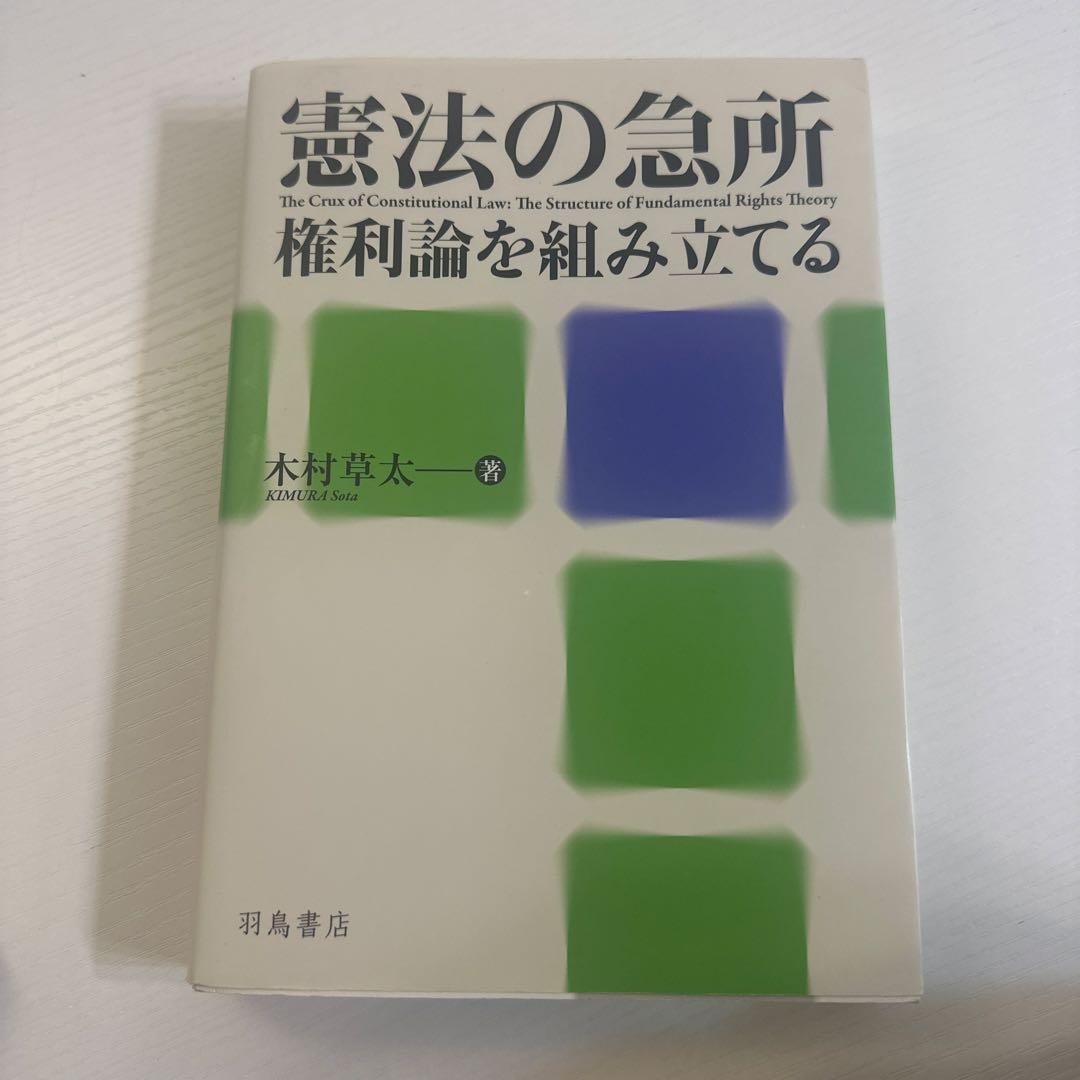 憲法の急所
The Crux of Constitutional Law: The Structure of Fundamental Rights Theory
権利論を組み立てる
木村草太——著
KIMURA Sota
羽鳥書店